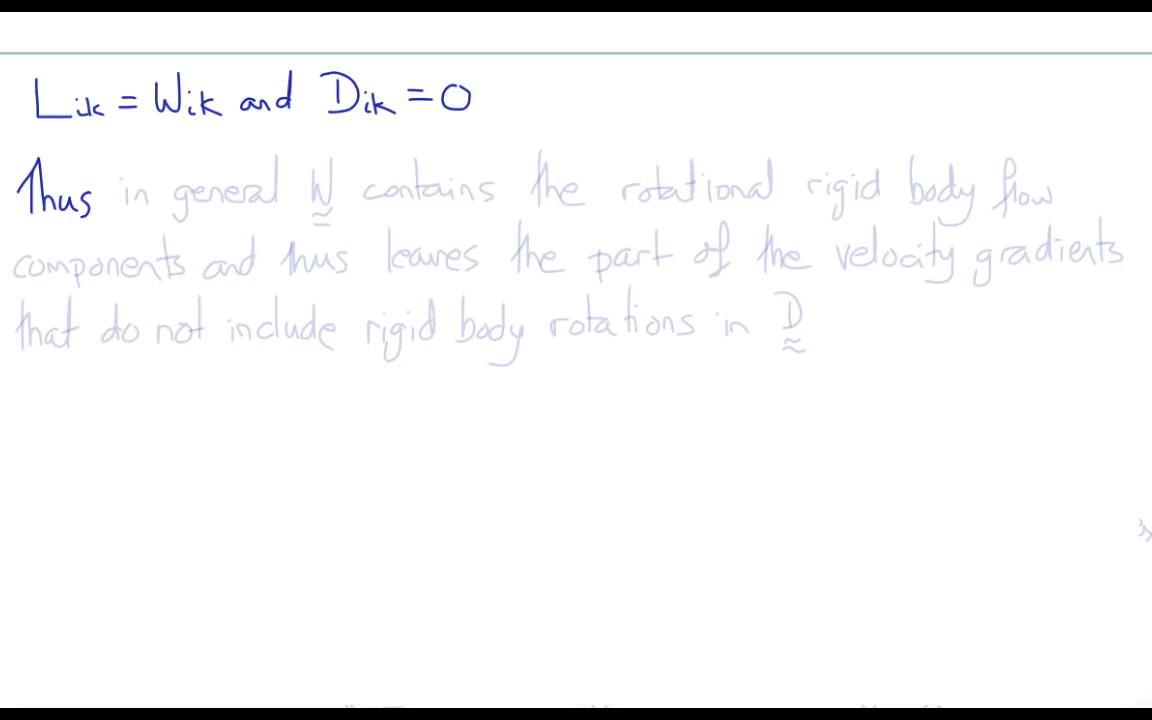 Lik = Wik and Dik = 0
Thus in general W contains the rotational rigid body flow
components and thus leaves the part of the velocity gradients
that do not include rigid body rotations in D